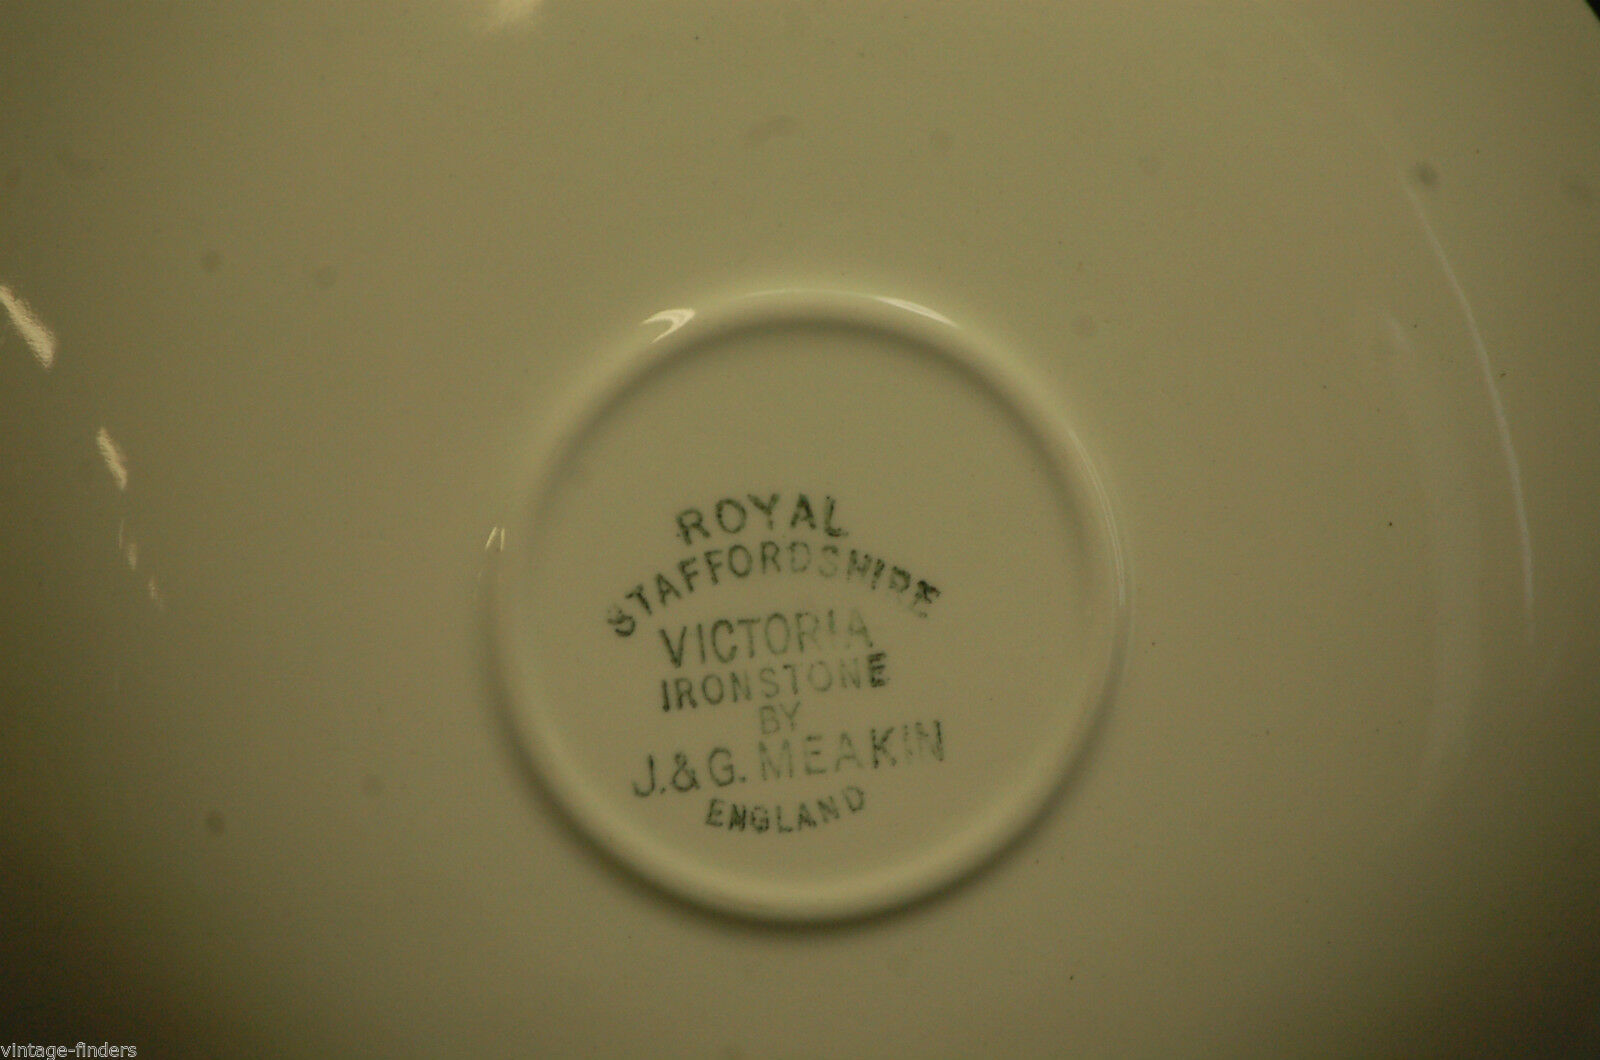 ROYAL
STAFFORDSHIRE
VICTORIA
IRONSTONE
BY
J.&G. MEAKIN
ENGLAND
vintage-finders